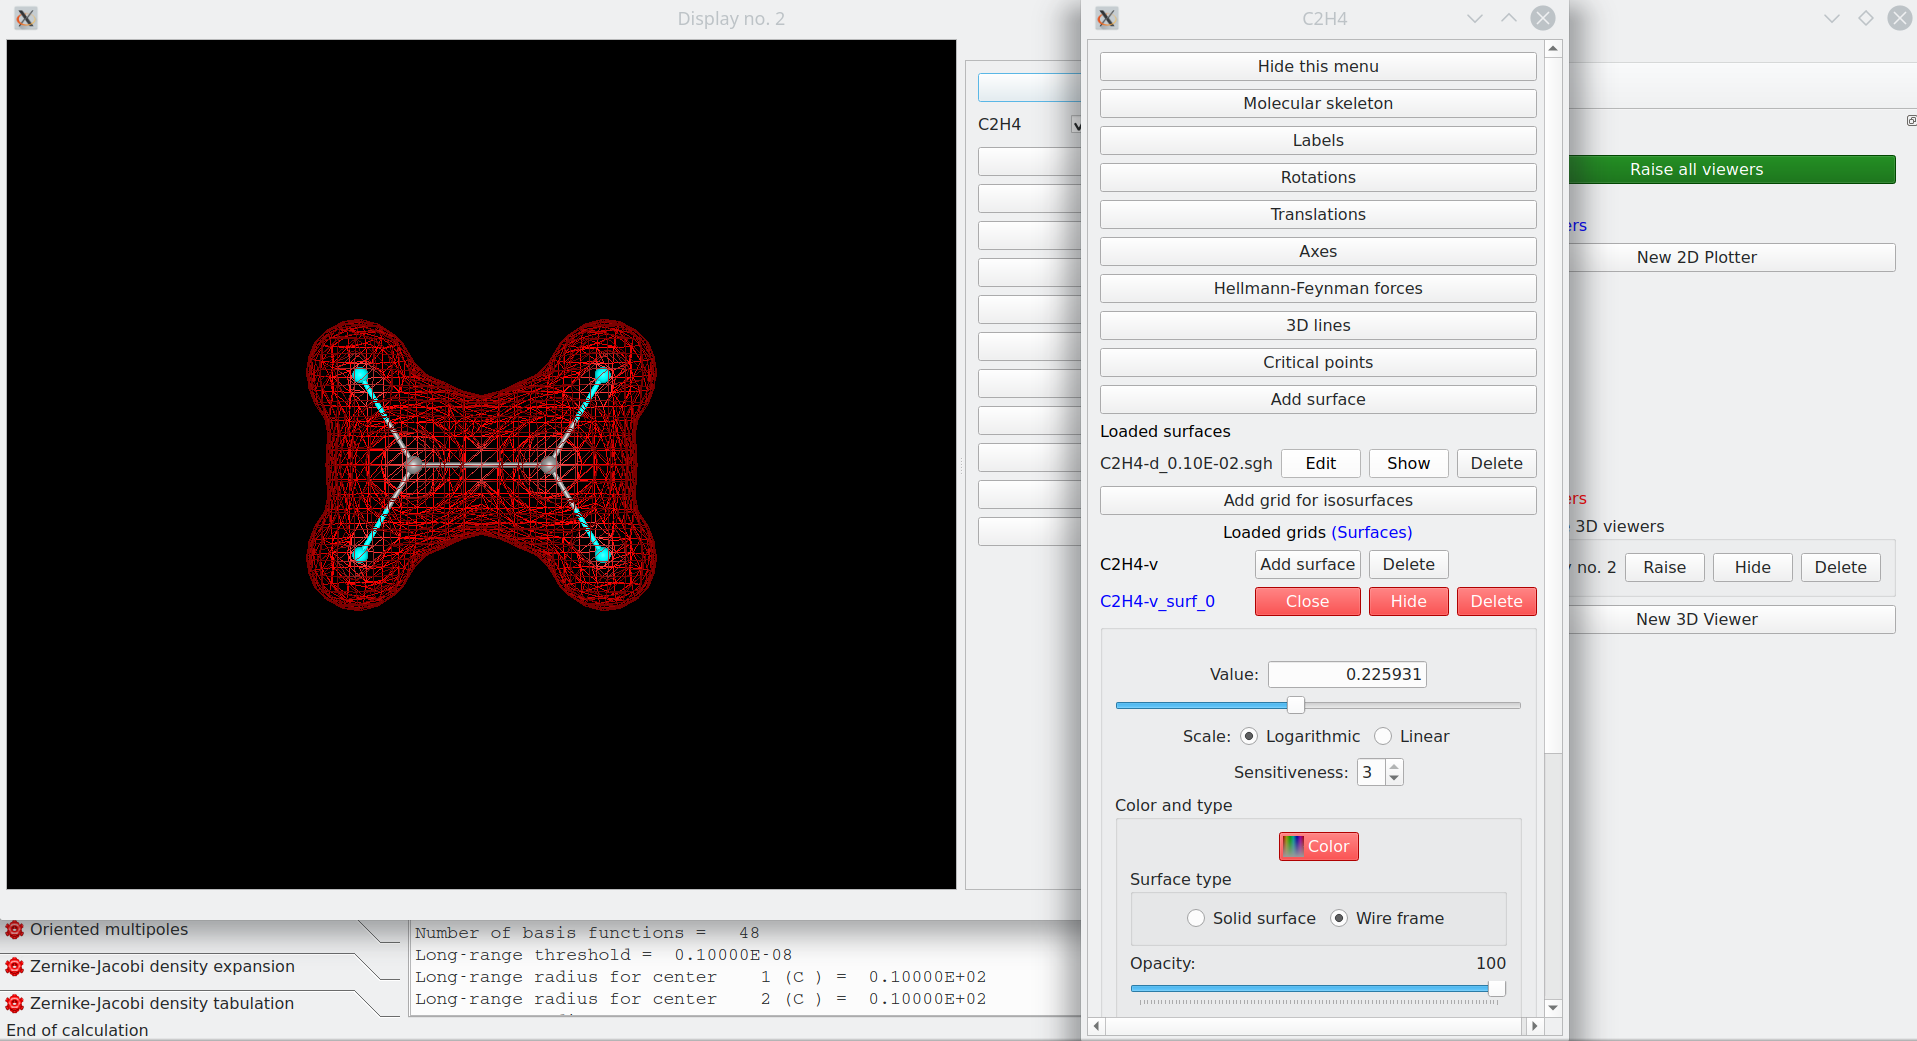 Display no. 2
C2H4
C2H4
Hide this menu
Molecular skeleton
Labels
Rotations
Translations
Axes
Hellmann-Feynman forces
3D lines
Critical points
Add surface
Loaded surfaces
C2H4-d_0.10E-02.sgh Edit Show Delete
Add grid for isosurfaces
Loaded grids (Surfaces)
C2H4-v Add surface Delete
C2H4-v_surf_0 Close Hide Delete
Value: 0.225931
Scale: Logarithmic Linear
Sensitiveness: 3
Color and type
Color
Surface type
Solid surface Wire frame
Opacity: 100
Raise all viewers
ers
New 2D Plotter
ers
3D viewers
no. 2 Raise Hide Delete
New 3D Viewer
Oriented multipoles
Zernike-Jacobi density expansion
Zernike-Jacobi density tabulation
End of calculation
Number of basis functions = 48
Long-range threshold = 0.10000E-08
Long-range radius for center 1 (C ) = 0.10000E+02
Long-range radius for center 2 (C ) = 0.10000E+02